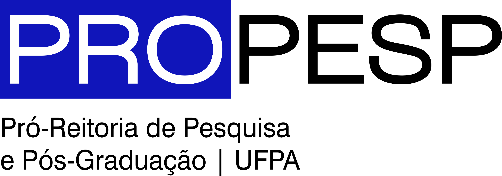 PROPESP
Pró-Reitoria de Pesquisa
e Pós-Graduação | UFPA